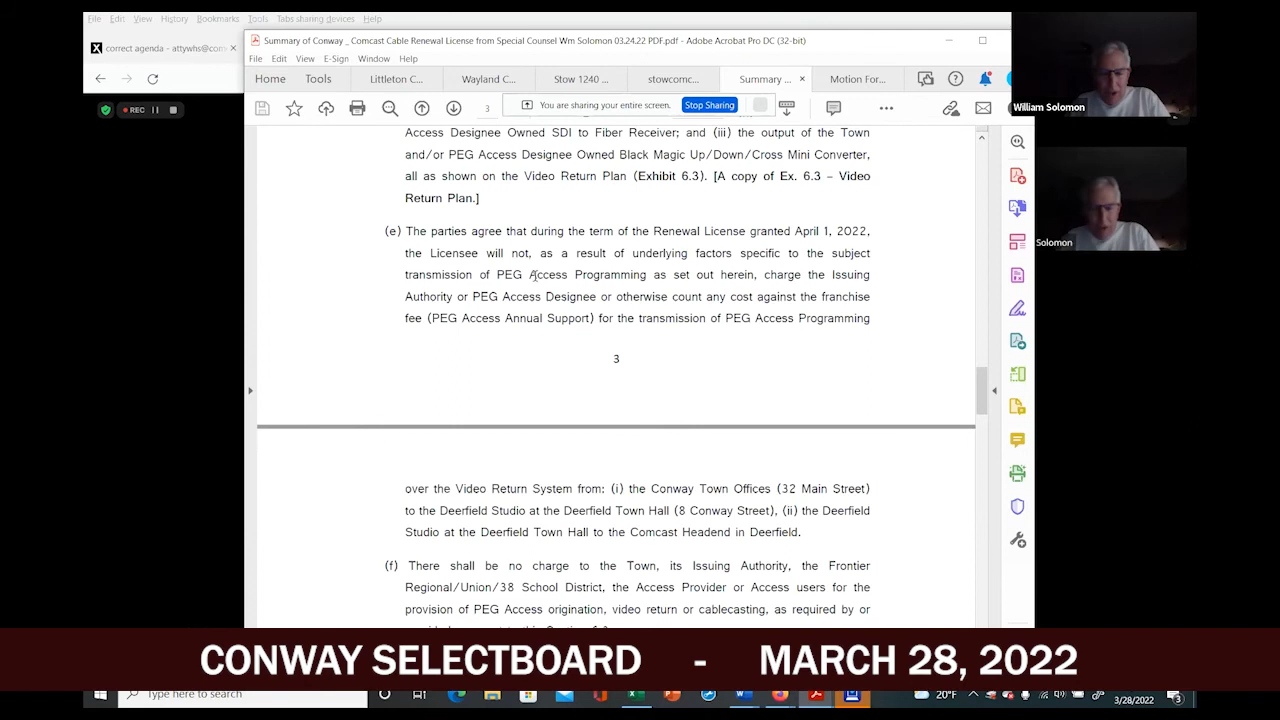 File Edit View History Bookmarks Tools Tabs sharing devices Help
correct agenda - attywhs@con
REC
Summary of Conway _ Comcast Cable Renewal License from Special Counsel Wm Solomon 03.24.22 PDF.pdf - Adobe Acrobat Pro DC (32-bit)
File Edit View E-Sign Window Help
Home Tools Littleton C... Wayland C... Stow 1240 ... stowcomc... Summary ... Motion For...
3 You are sharing your entire screen. Stop Sharing
William Solomon
Solomon
Access Designee Owned SDI to Fiber Receiver; and (iii) the output of the Town
and/or PEG Access Designee Owned Black Magic Up/Down/Cross Mini Converter,
all as shown on the Video Return Plan (Exhibit 6.3). [A copy of Ex. 6.3 – Video
Return Plan.]
(e) The parties agree that during the term of the Renewal License granted April 1, 2022,
the Licensee will not, as a result of underlying factors specific to the subject
transmission of PEG Access Programming as set out herein, charge the Issuing
Authority or PEG Access Designee or otherwise count any cost against the franchise
fee (PEG Access Annual Support) for the transmission of PEG Access Programming
3
over the Video Return System from: (i) the Conway Town Offices (32 Main Street)
to the Deerfield Studio at the Deerfield Town Hall (8 Conway Street), (ii) the Deerfield
Studio at the Deerfield Town Hall to the Comcast Headend in Deerfield.
(f) There shall be no charge to the Town, its Issuing Authority, the Frontier
Regional/Union/38 School District, the Access Provider or Access users for the
provision of PEG Access origination, video return or cablecasting, as required by or
CONWAY SELECTBOARD - MARCH 28, 2022
Type here to search
20°F
3/28/2022
3